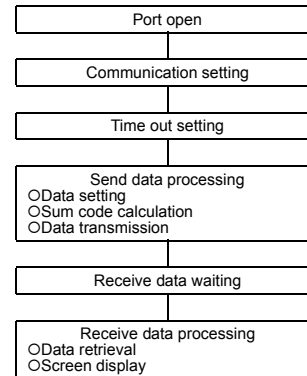 Port open
Communication setting
Time out setting
Send data processing
○Data setting
○Sum code calculation
○Data transmission
Receive data waiting
Receive data processing
○Data retrieval
○Screen display